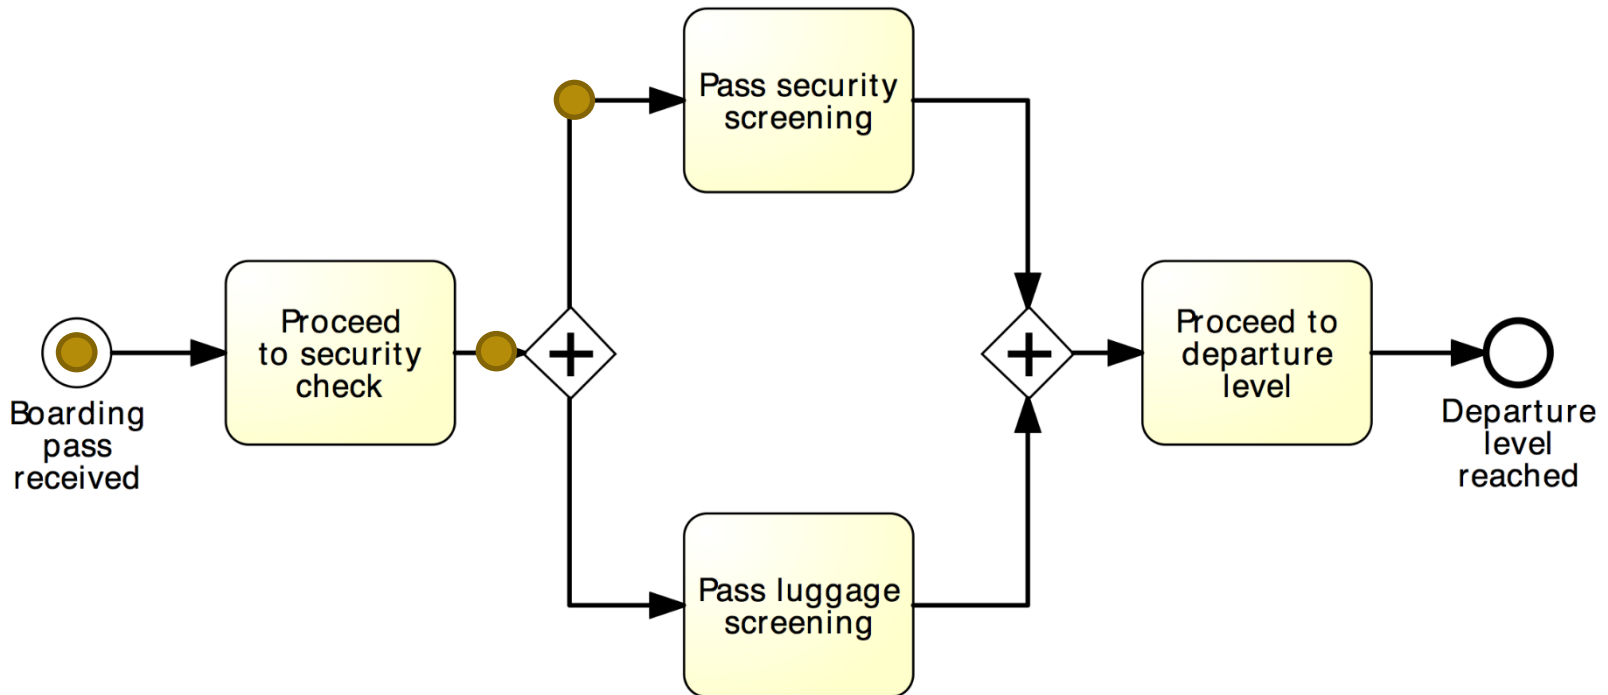 Boarding
pass
received
Proceed
to security
check
Pass security
screening
Pass luggage
screening
Proceed to
departure
level
Departure
level
reached